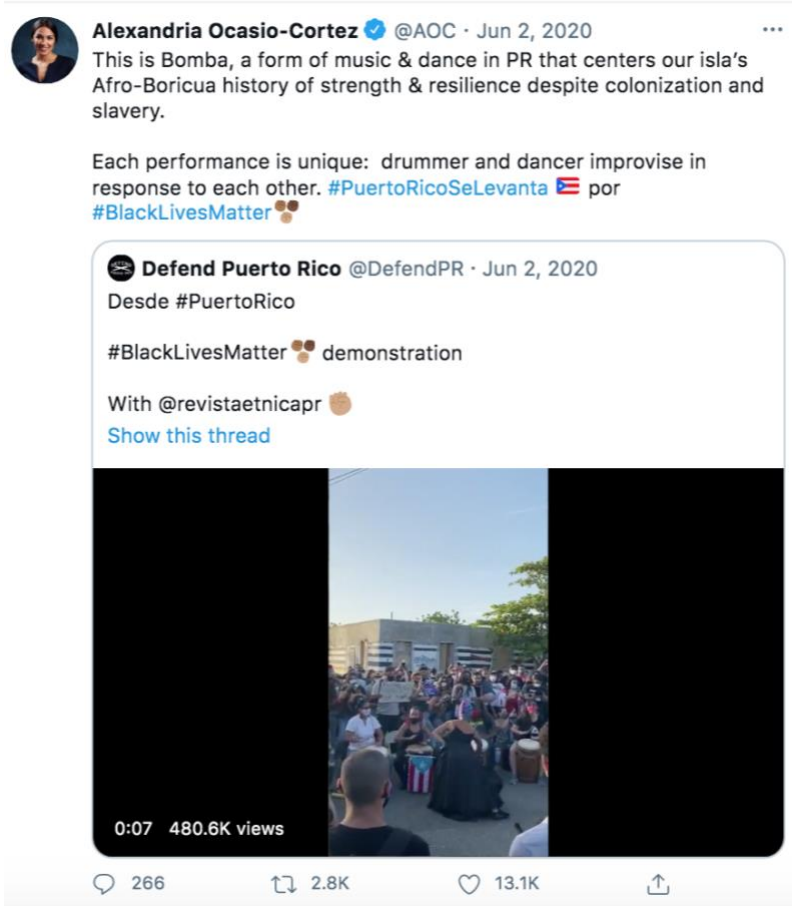 Alexandria Ocasio-Cortez @AOC · Jun 2, 2020
This is Bomba, a form of music & dance in PR that centers our isla's
Afro-Boricua history of strength & resilience despite colonization and
slavery.
Each performance is unique: drummer and dancer improvise in
response to each other. #PuertoRicoSeLevanta 🇵🇷 por
#BlackLivesMatter
Defend Puerto Rico @DefendPR · Jun 2, 2020
Desde #PuertoRico
#BlackLivesMatter demonstration
With @revistaetnicapr ✊🏼
Show this thread
0:07 480.6K views
266 2.8K 13.1K